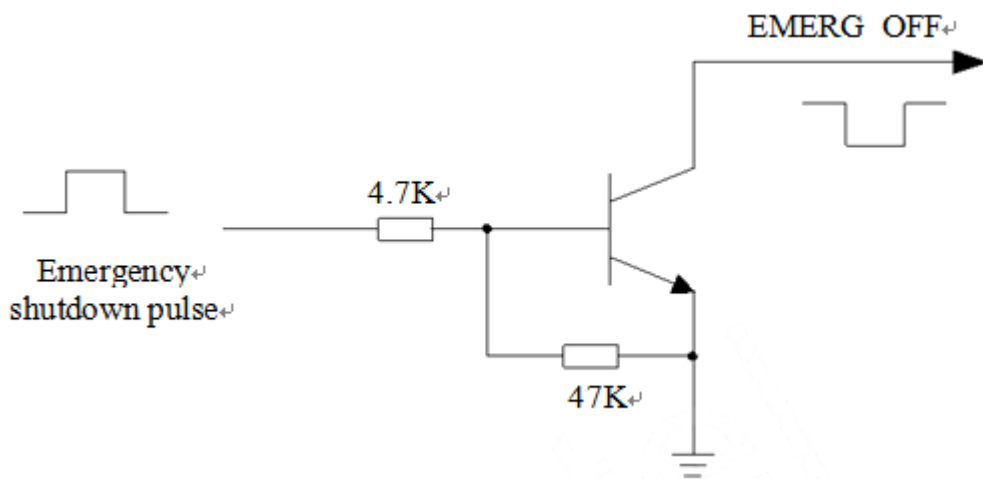 EMERG OFF↵
4.7K↵
Emergency↵
shutdown pulse↵
47K↵